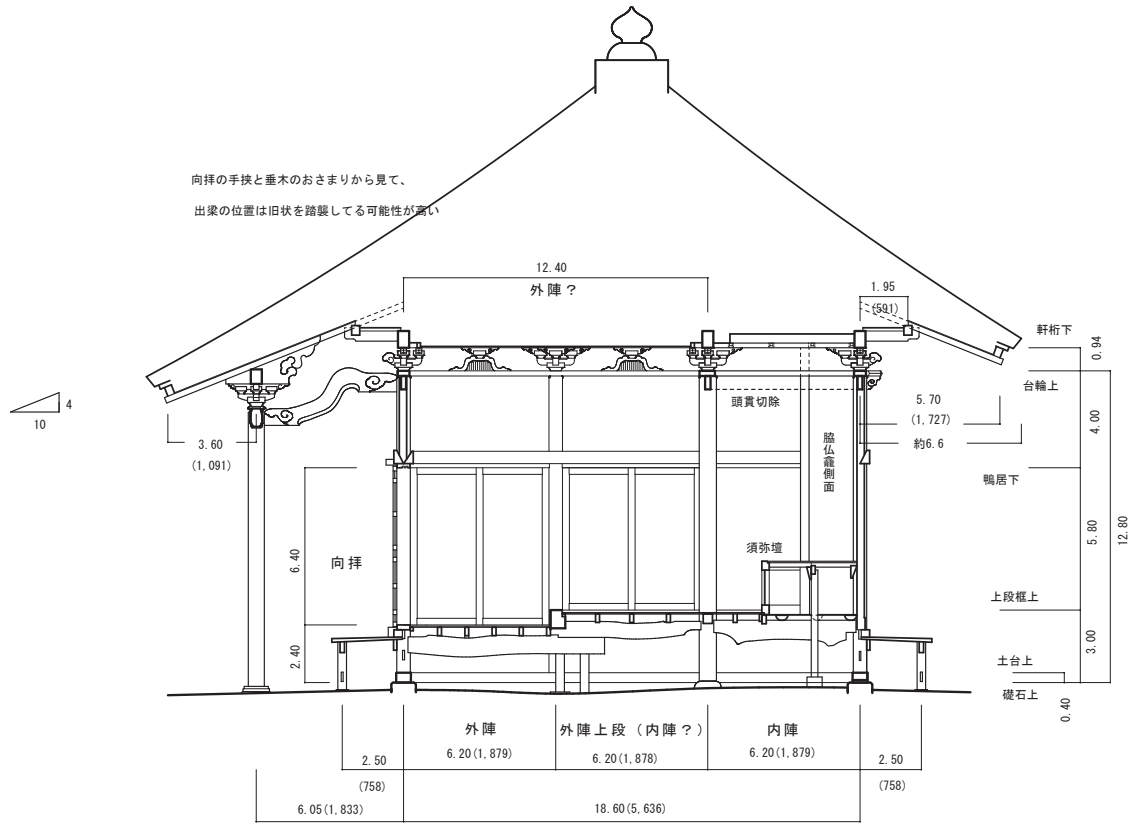 向拝の手挟と垂木のおさまりから見て、
出梁の位置は旧状を踏襲してる可能性が高い
12.40
外陣？
1.95
(591)
軒桁下
0.94
台輪上
4
10
頭貫切除
5.70
(1,727)
約6.6
4.00
3.60
(1,091)
脇仏龕側面
鴨居下
12.80
5.80
6.40
向拝
須弥壇
上段框上
3.00
2.40
土台上
礎石上
0.40
外陣
外陣上段（内陣？）
内陣
6.20(1,879)
6.20(1,878)
6.20(1,879)
2.50
(758)
2.50
(758)
6.05(1,833)
18.60(5,636)